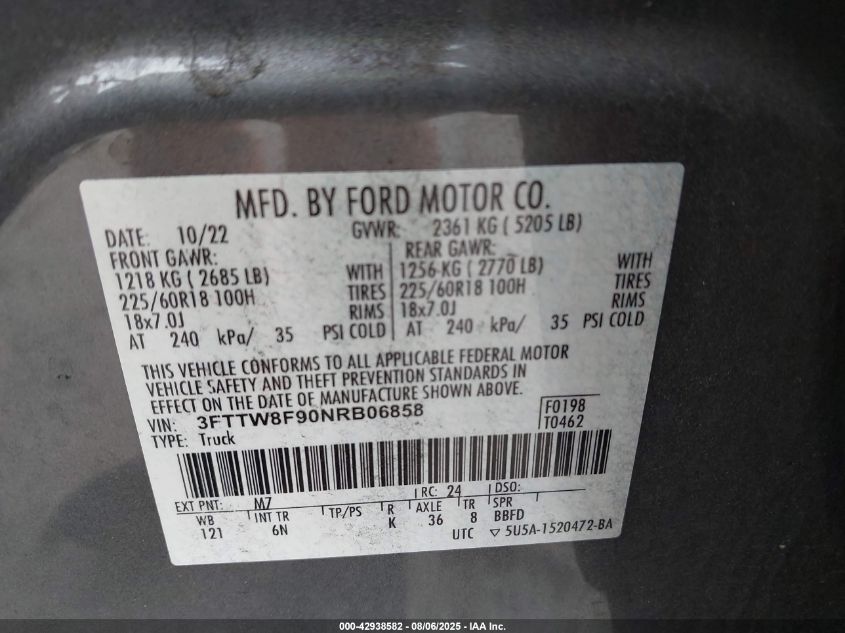 MFD. BY FORD MOTOR CO.
DATE: 10/22 GVWR: 2361 KG ( 5205 LB)
FRONT GAWR: REAR GAWR:
1218 KG ( 2685 LB) WITH 1256 KG ( 2770 LB) WITH
225/60R18 100H TIRES 225/60R18 100H TIRES
18x7.0J RIMS 18x7.0J RIMS
AT 240 kPa/ 35 PSI COLD AT 240 kPa/ 35 PSI COLD
THIS VEHICLE CONFORMS TO ALL APPLICABLE FEDERAL MOTOR
VEHICLE SAFETY AND THEFT PREVENTION STANDARDS IN
EFFECT ON THE DATE OF MANUFACTURE SHOWN ABOVE.
VIN: 3FTTW8F90NRB06858 F0198
TYPE: Truck T0462
EXT PNT: M7 RC: 24 DSO:
WB INT TR TP/PS R AXLE TR SPR
121 6N K 36 8 BBFD
UTC ▽ 5U5A-1520472-BA
000-42938582 - 08/06/2025 - IAA Inc.